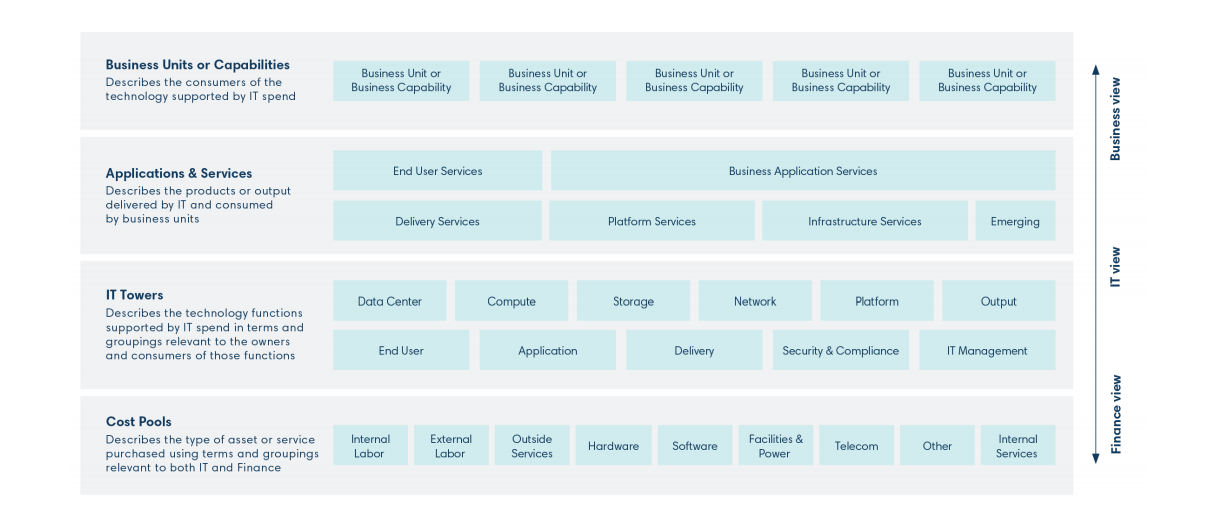 Business Units or Capabilities
Describes the consumers of the
technology supported by IT spend
Business Unit or
Business Capability
Business Unit or
Business Capability
Business Unit or
Business Capability
Business Unit or
Business Capability
Business Unit or
Business Capability
Applications & Services
Describes the products or output
delivered by IT and consumed
by business units
End User Services
Business Application Services
Delivery Services
Platform Services
Infrastructure Services
Emerging
IT Towers
Describes the technology functions
supported by IT spend in terms and
groupings relevant to the owners
and consumers of those functions
Data Center
Compute
Storage
Network
Platform
Output
End User
Application
Delivery
Security & Compliance
IT Management
Cost Pools
Describes the type of asset or service
purchased using terms and groupings
relevant to both IT and Finance
Internal
Labor
External
Labor
Outside
Services
Hardware
Software
Facilities &
Power
Telecom
Other
Internal
Services
Business view
IT view
Finance view